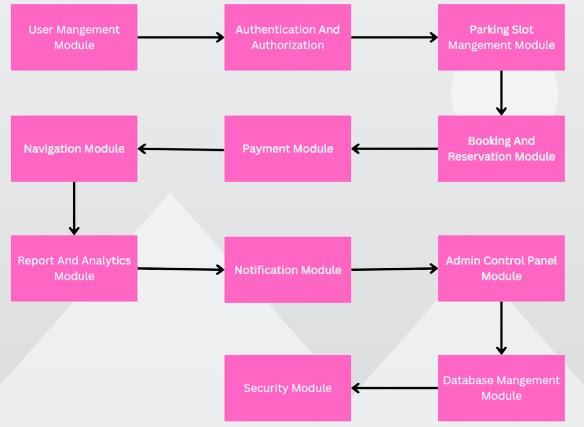 User Mangement
Module
Authentication And
Authorization
Parking Slot
Mangement Module
Navigation Module
Payment Module
Booking And
Reservation Module
Report And Analytics
Module
Notification Module
Admin Control Panel
Module
Security Module
Database Mangement
Module